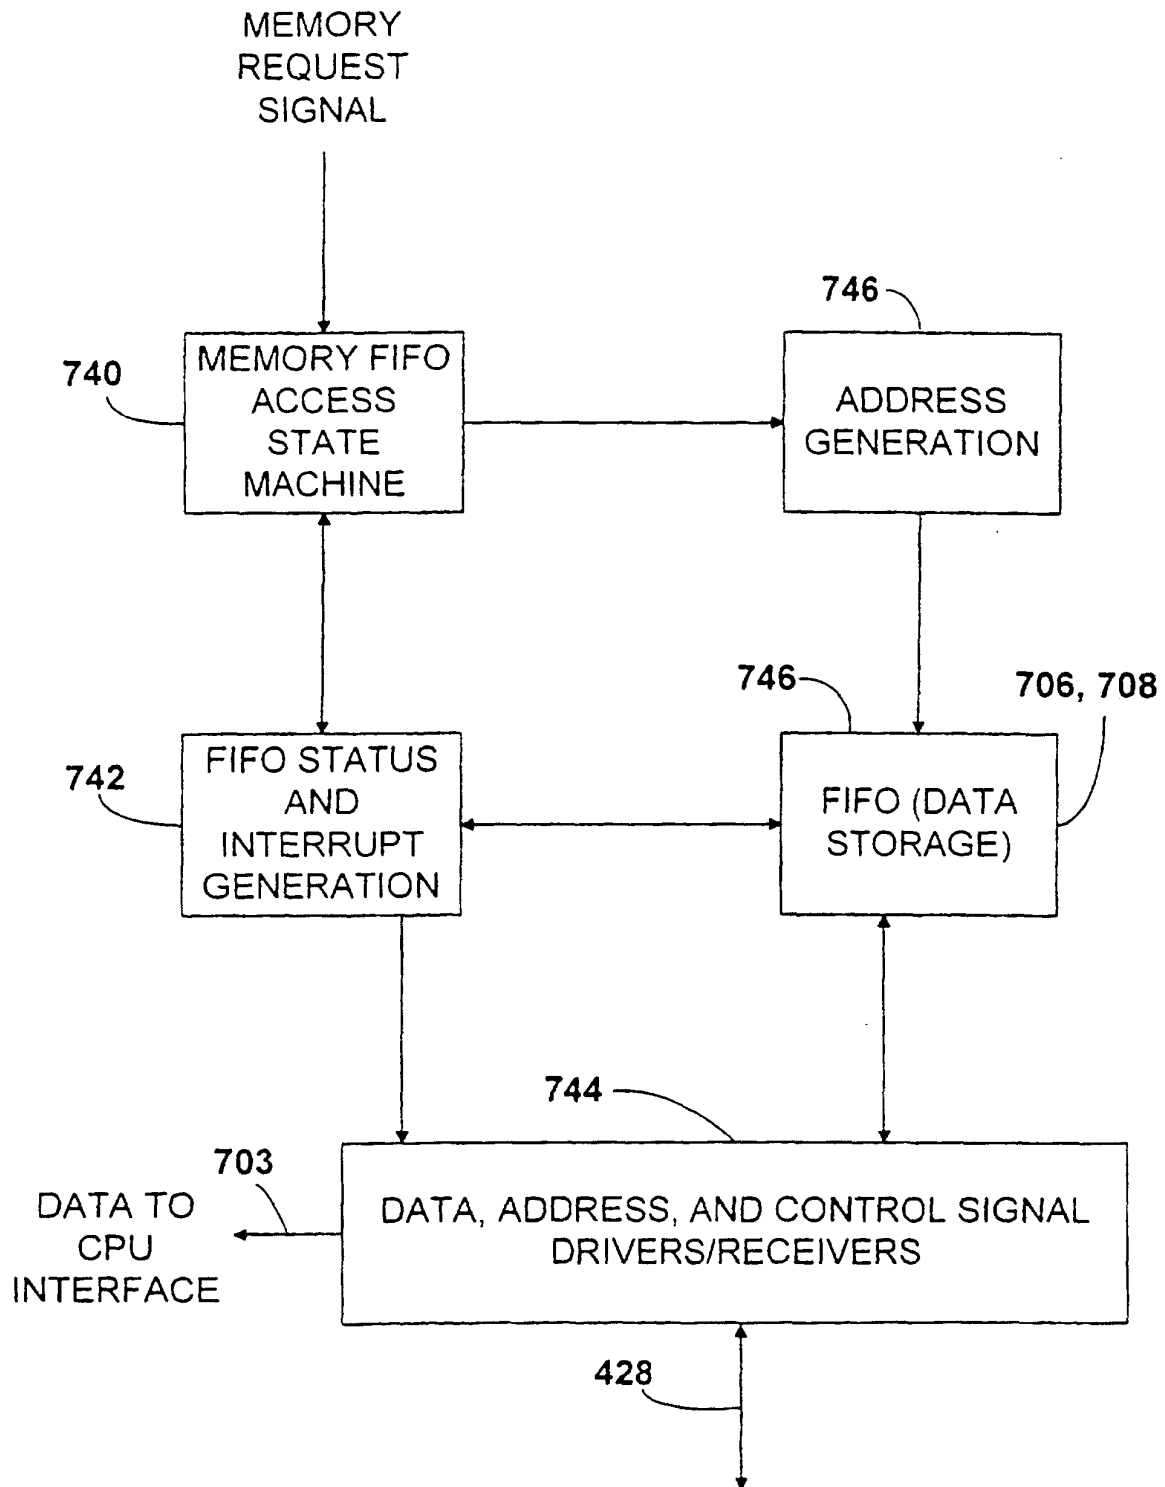 MEMORY
REQUEST
SIGNAL
746
740
MEMORY FIFO
ACCESS
STATE
MACHINE
ADDRESS
GENERATION
746
706, 708
742
FIFO STATUS
AND
INTERRUPT
GENERATION
FIFO (DATA
STORAGE)
744
703
DATA TO
CPU
INTERFACE
DATA, ADDRESS, AND CONTROL SIGNAL
DRIVERS/RECEIVERS
428